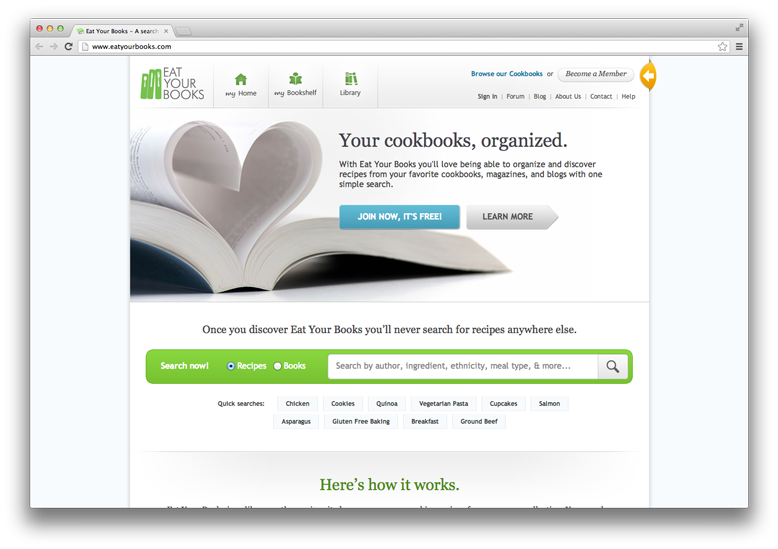 Eat Your Books - A search
www.eatyourbooks.com
EAT
YOUR
BOOKS
my Home
my Bookshelf
Library
Browse our Cookbooks or Become a Member
Sign In | Forum | Blog | About Us | Contact | Help
Your cookbooks, organized.
With Eat Your Books you'll love being able to organize and discover
recipes from your favorite cookbooks, magazines, and blogs with one
simple search.
JOIN NOW, IT'S FREE!
LEARN MORE
Once you discover Eat Your Books you'll never search for recipes anywhere else.
Search now!
Recipes
Books
Search by author, ingredient, ethnicity, meal type, & more...
Quick searches:
Chicken
Cookies
Quinoa
Vegetarian Pasta
Cupcakes
Salmon
Asparagus
Gluten Free Baking
Breakfast
Ground Beef
Here's how it works.